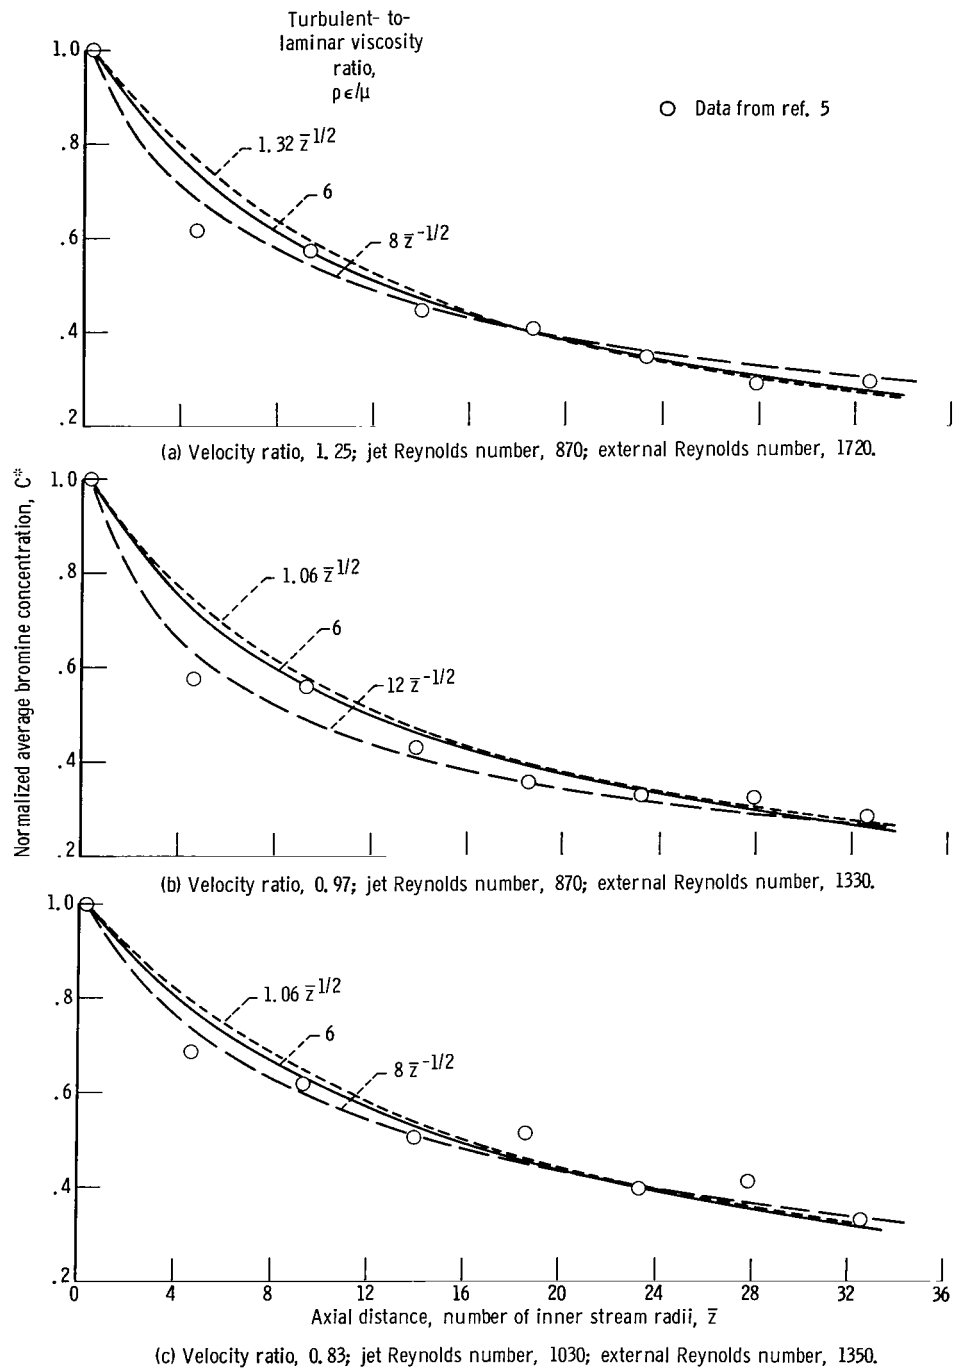 Turbulent- to-
laminar viscosity
ratio,
ρϵ/μ
Data from ref. 5
1.0
.8
.6
.4
.2
1.32 z̄^1/2
6
8 z̄^-1/2
(a) Velocity ratio, 1.25; jet Reynolds number, 870; external Reynolds number, 1720.
Normalized average bromine concentration, C*
1.0
.8
.6
.4
.2
1.06 z̄^1/2
6
12 z̄^-1/2
(b) Velocity ratio, 0.97; jet Reynolds number, 870; external Reynolds number, 1330.
1.0
.8
.6
.4
.2
1.06 z̄^1/2
6
8 z̄^-1/2
0 4 8 12 16 20 24 28 32 36
Axial distance, number of inner stream radii, z̄
(c) Velocity ratio, 0.83; jet Reynolds number, 1030; external Reynolds number, 1350.